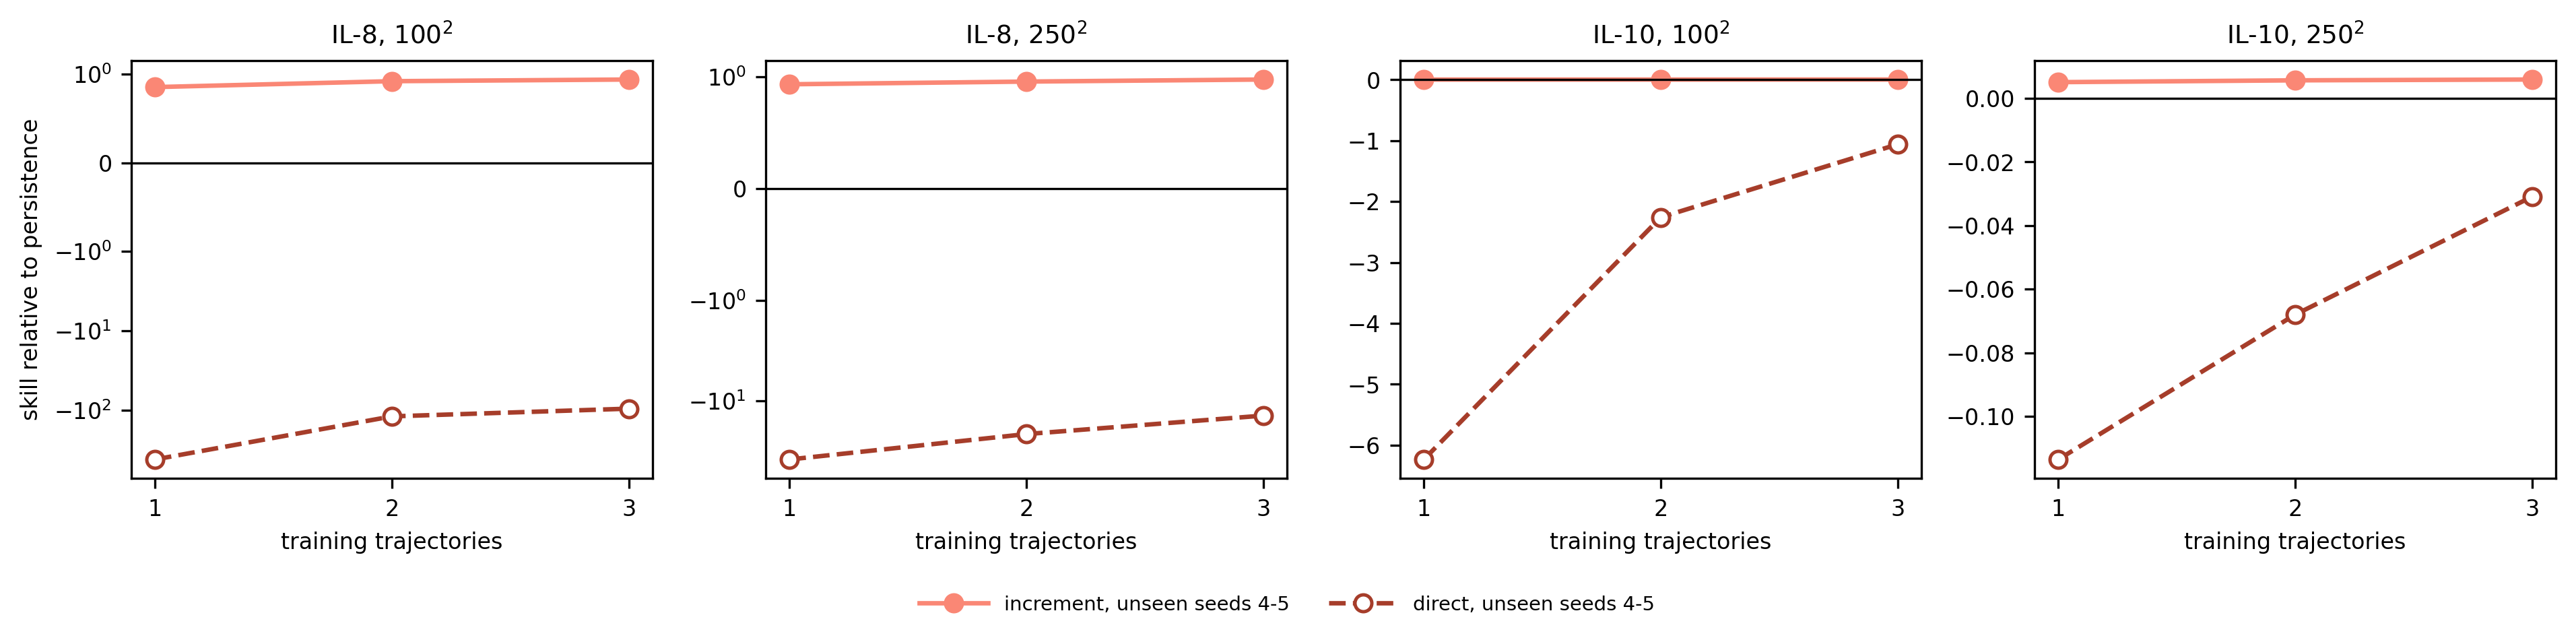 IL-8, 100²
IL-8, 250²
IL-10, 100²
IL-10, 250²
skill relative to persistence
10⁰
0
−10⁰
−10¹
−10²
1 2 3
training trajectories
10⁰
0
−10⁰
−10¹
1 2 3
training trajectories
0
−1
−2
−3
−4
−5
−6
1 2 3
training trajectories
0.00
−0.02
−0.04
−0.06
−0.08
−0.10
1 2 3
training trajectories
increment, unseen seeds 4-5
direct, unseen seeds 4-5